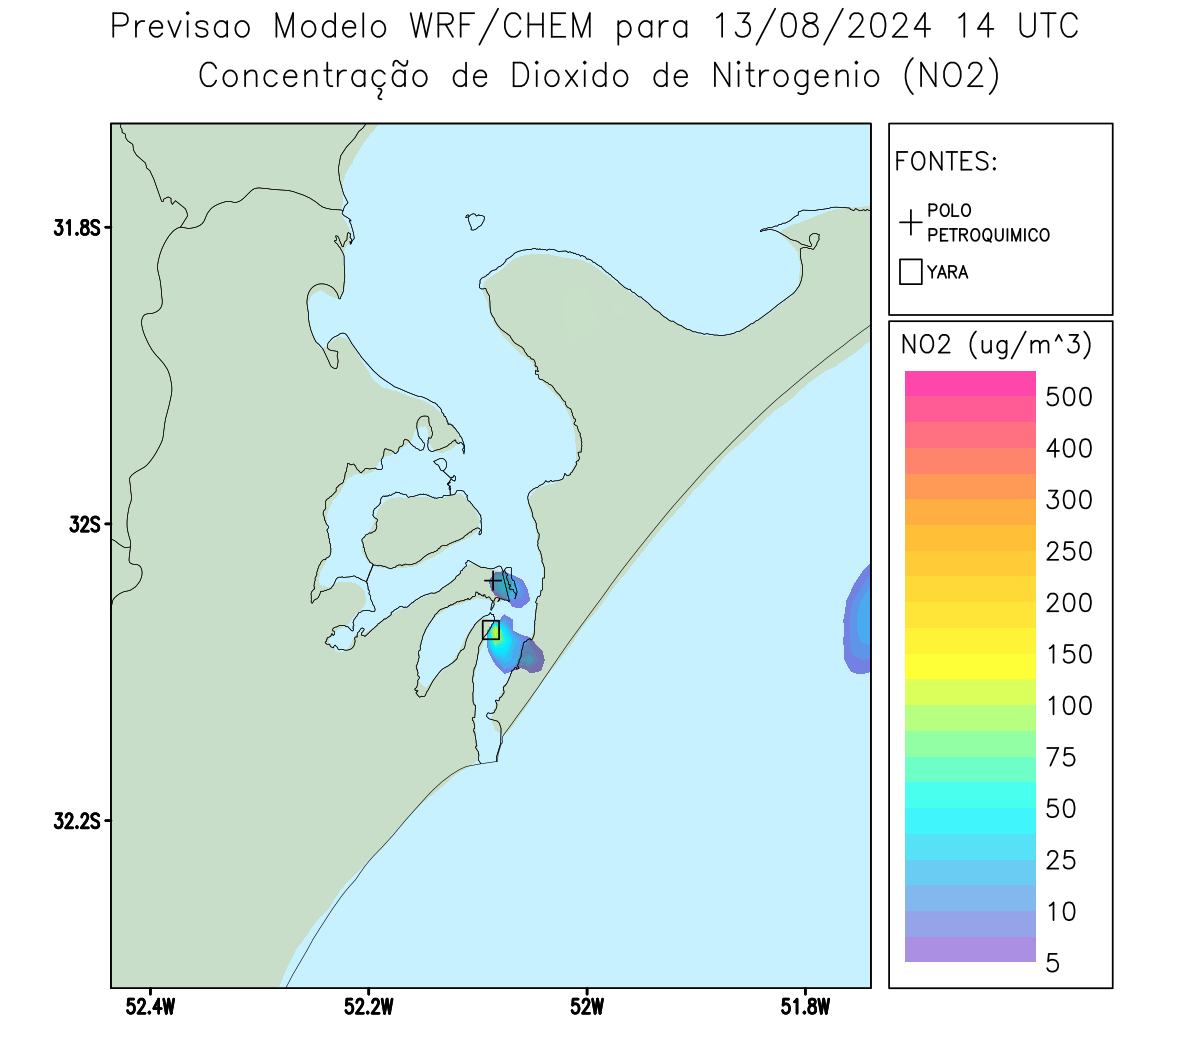 Previsao Modelo WRF/CHEM para 13/08/2024 14 UTC
Concentração de Dioxido de Nitrogenio (NO2)
FONTES:
POLO
PETROQUIMICO
YARA
NO2 (ug/m^3)
500
400
300
250
200
150
100
75
50
25
10
5
31.8S
32S
32.2S
52.4W
52.2W
52W
51.8W